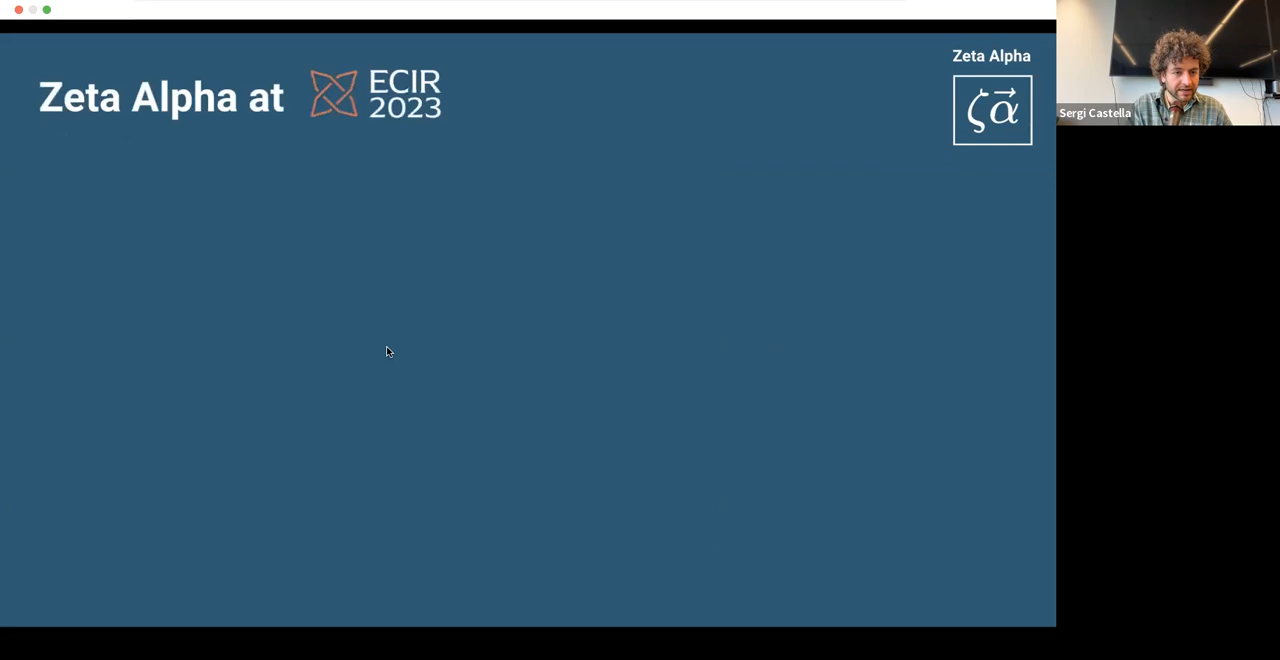 Zeta Alpha at
ECIR
2023
Zeta Alpha
ζα⃗
Sergi Castella